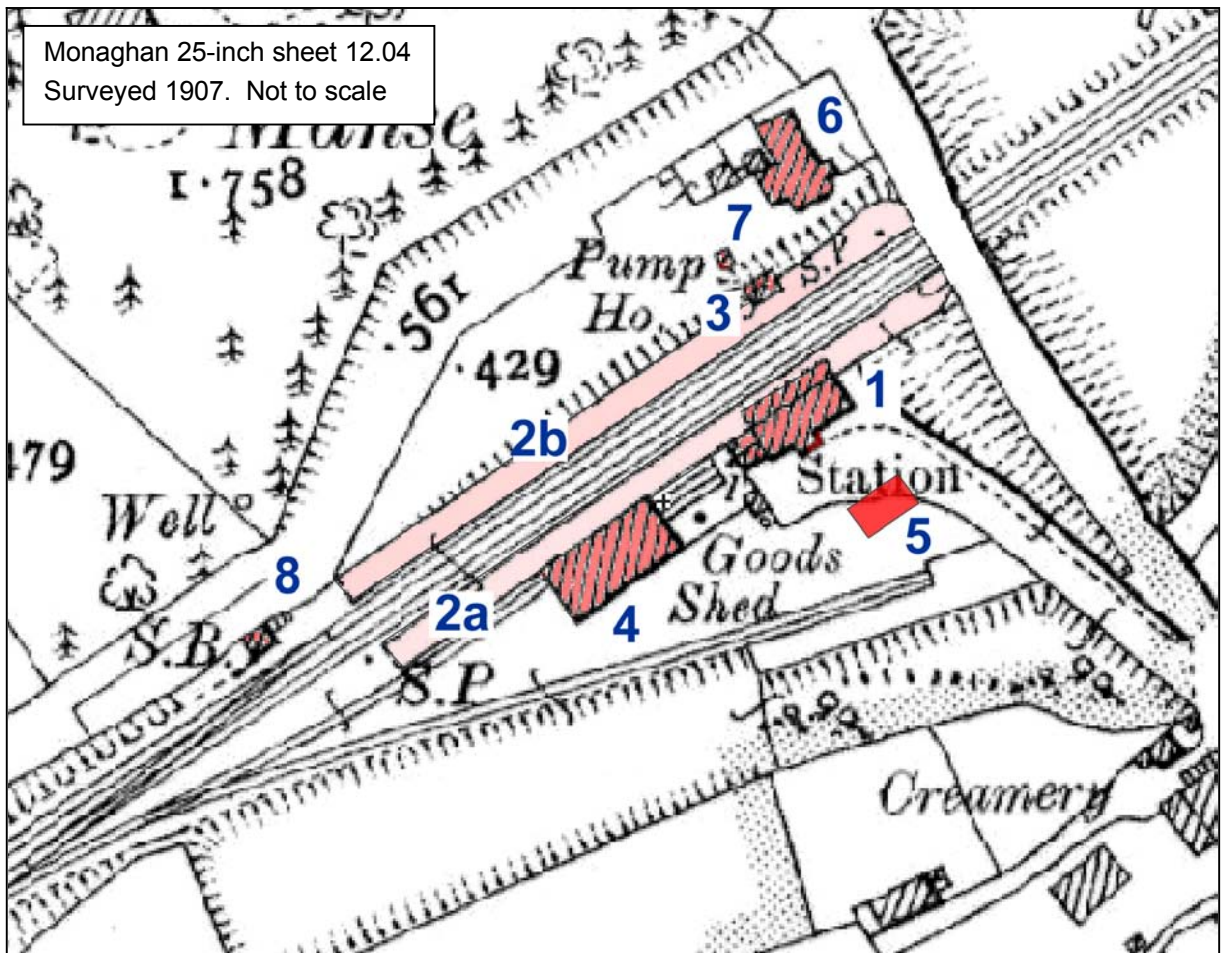 Monaghan 25-inch sheet 12.04
Surveyed 1907.  Not to scale
Manse
1·758
6
7
Pump
Ho.
S.P.
3
·561
·429
1
2b
479
Station
Well
5
Goods
Shed
8
2a
4
S.B.
S.P
Creamery